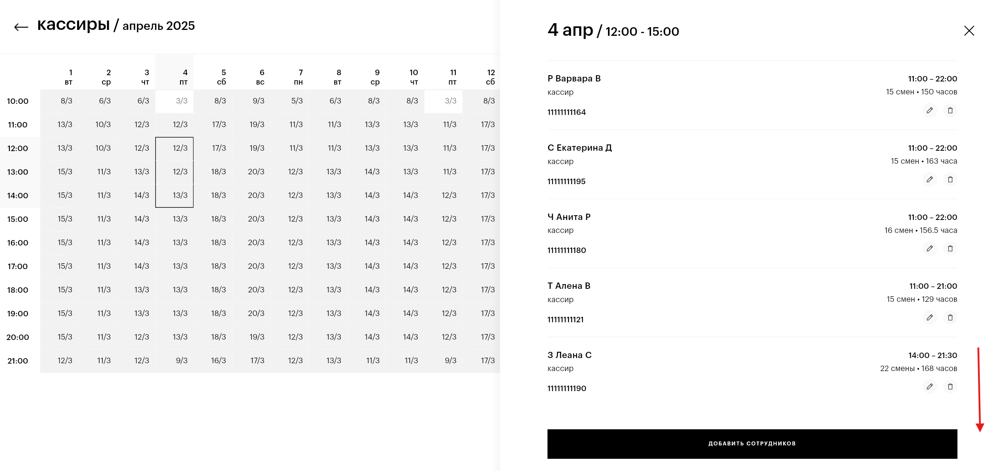 кассиры / апрель 2025
1 2 3 4 5 6 7 8 9 10 11 12
вт ср чт пт сб вс пн вт ср чт пт сб
10:00 8/3 6/3 6/3 3/3 8/3 9/3 5/3 6/3 8/3 8/3 3/3 8/3
11:00 13/3 10/3 12/3 12/3 17/3 19/3 11/3 11/3 13/3 13/3 11/3 17/3
12:00 13/3 10/3 12/3 12/3 17/3 19/3 11/3 11/3 13/3 13/3 11/3 17/3
13:00 15/3 11/3 13/3 12/3 18/3 20/3 12/3 13/3 14/3 13/3 11/3 17/3
14:00 15/3 11/3 14/3 13/3 18/3 20/3 12/3 13/3 14/3 14/3 12/3 17/3
15:00 15/3 11/3 14/3 13/3 18/3 20/3 12/3 13/3 14/3 14/3 12/3 17/3
16:00 15/3 11/3 14/3 13/3 18/3 20/3 12/3 13/3 14/3 14/3 12/3 17/3
17:00 15/3 11/3 14/3 13/3 18/3 20/3 12/3 13/3 14/3 14/3 12/3 17/3
18:00 15/3 11/3 13/3 13/3 18/3 20/3 12/3 13/3 14/3 14/3 12/3 17/3
19:00 15/3 11/3 13/3 13/3 18/3 20/3 12/3 13/3 14/3 14/3 12/3 17/3
20:00 15/3 11/3 12/3 13/3 18/3 19/3 12/3 13/3 14/3 14/3 12/3 17/3
21:00 12/3 11/3 12/3 9/3 16/3 17/3 12/3 13/3 11/3 11/3 9/3 17/3
4 апр / 12:00 - 15:00
Р Варвара В 11:00 – 22:00
кассир 15 смен • 150 часов
11111111164
С Екатерина Д 11:00 – 22:00
кассир 15 смен • 163 часа
11111111195
Ч Анита Р 11:00 – 22:00
кассир 16 смен • 156.5 часа
11111111180
Т Алена В 11:00 – 21:00
кассир 15 смен • 129 часов
11111111121
З Леана С 14:00 – 21:30
кассир 22 смены • 168 часов
11111111190
ДОБАВИТЬ СОТРУДНИКОВ